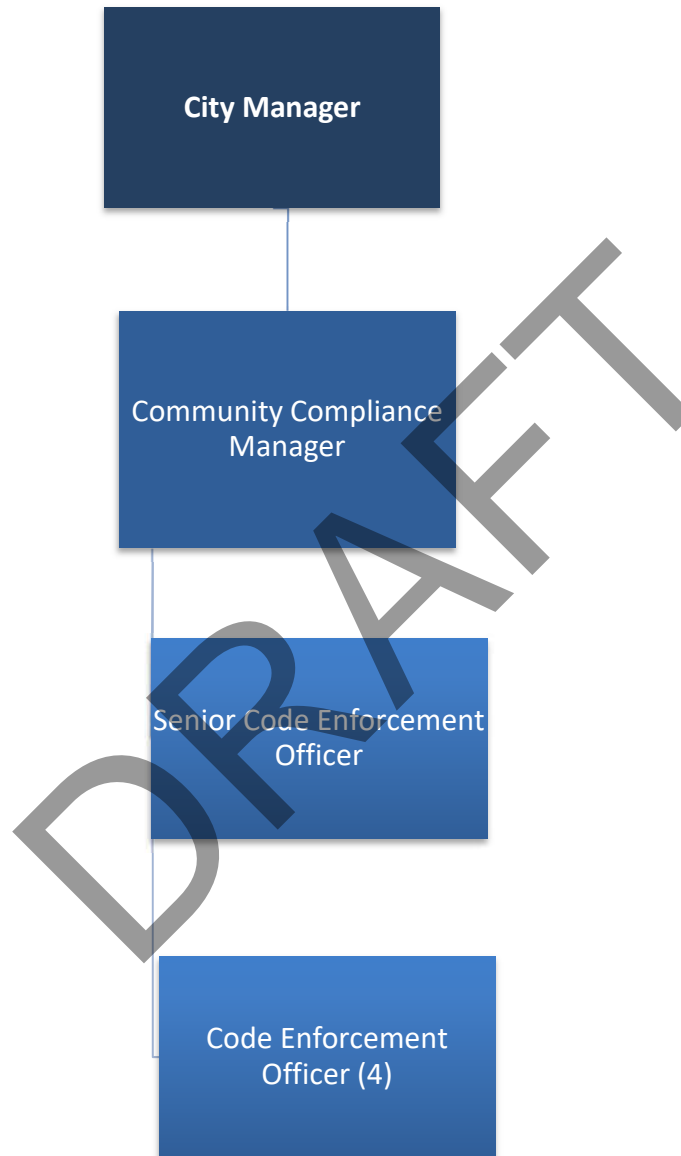 City Manager
Community Compliance
Manager
Senior Code Enforcement
Officer
Code Enforcement
Officer (4)
DRAFT